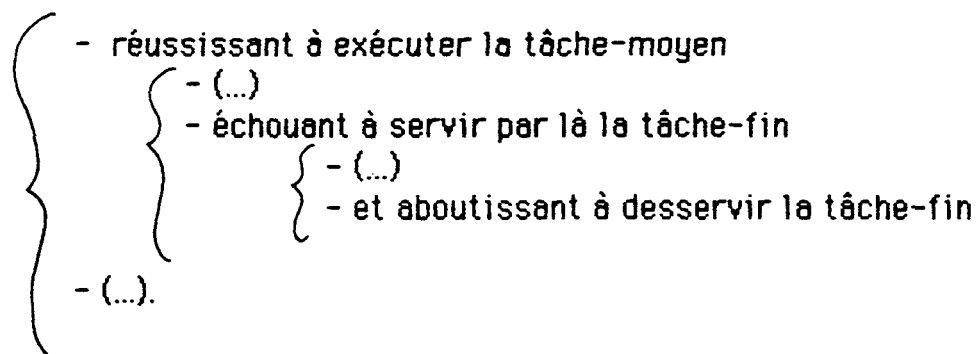 - réussissant à exécuter la tâche-moyen
- (...)
- échouant à servir par là la tâche-fin
- (...)
- et aboutissant à desservir la tâche-fin
- (...).